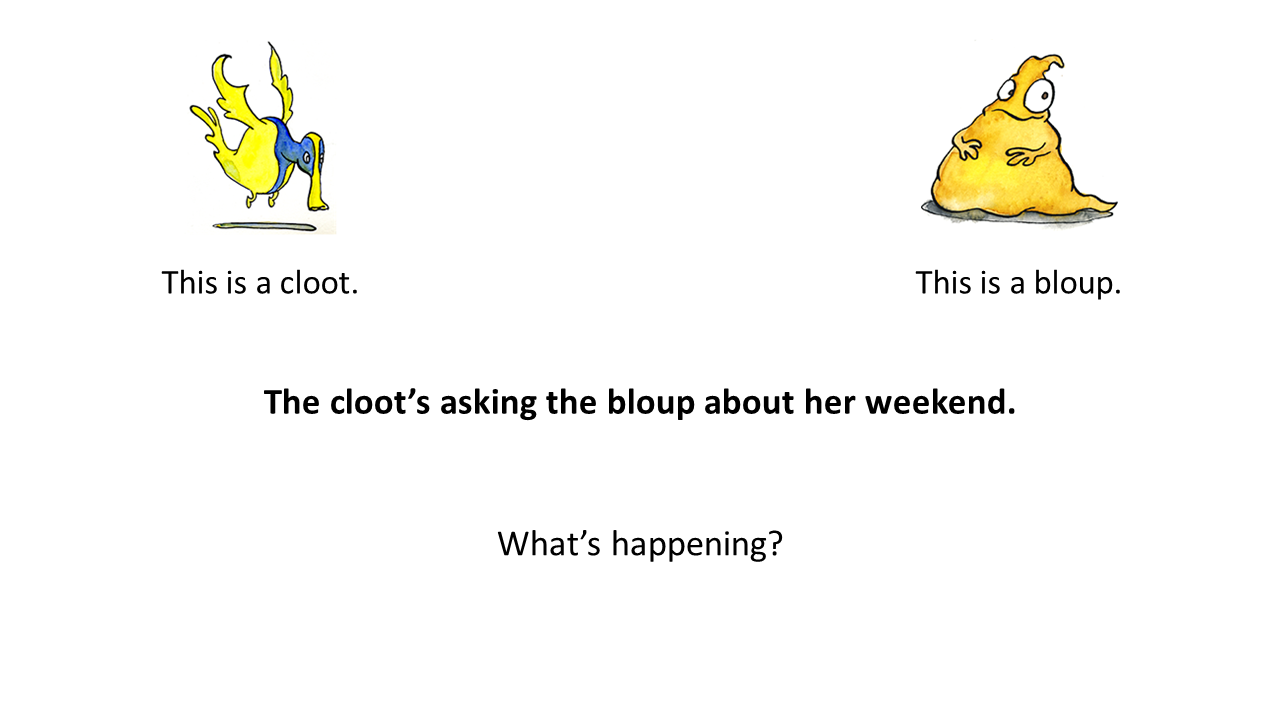 This is a cloot.
This is a bloup.
The cloot’s asking the bloup about her weekend.
What’s happening?